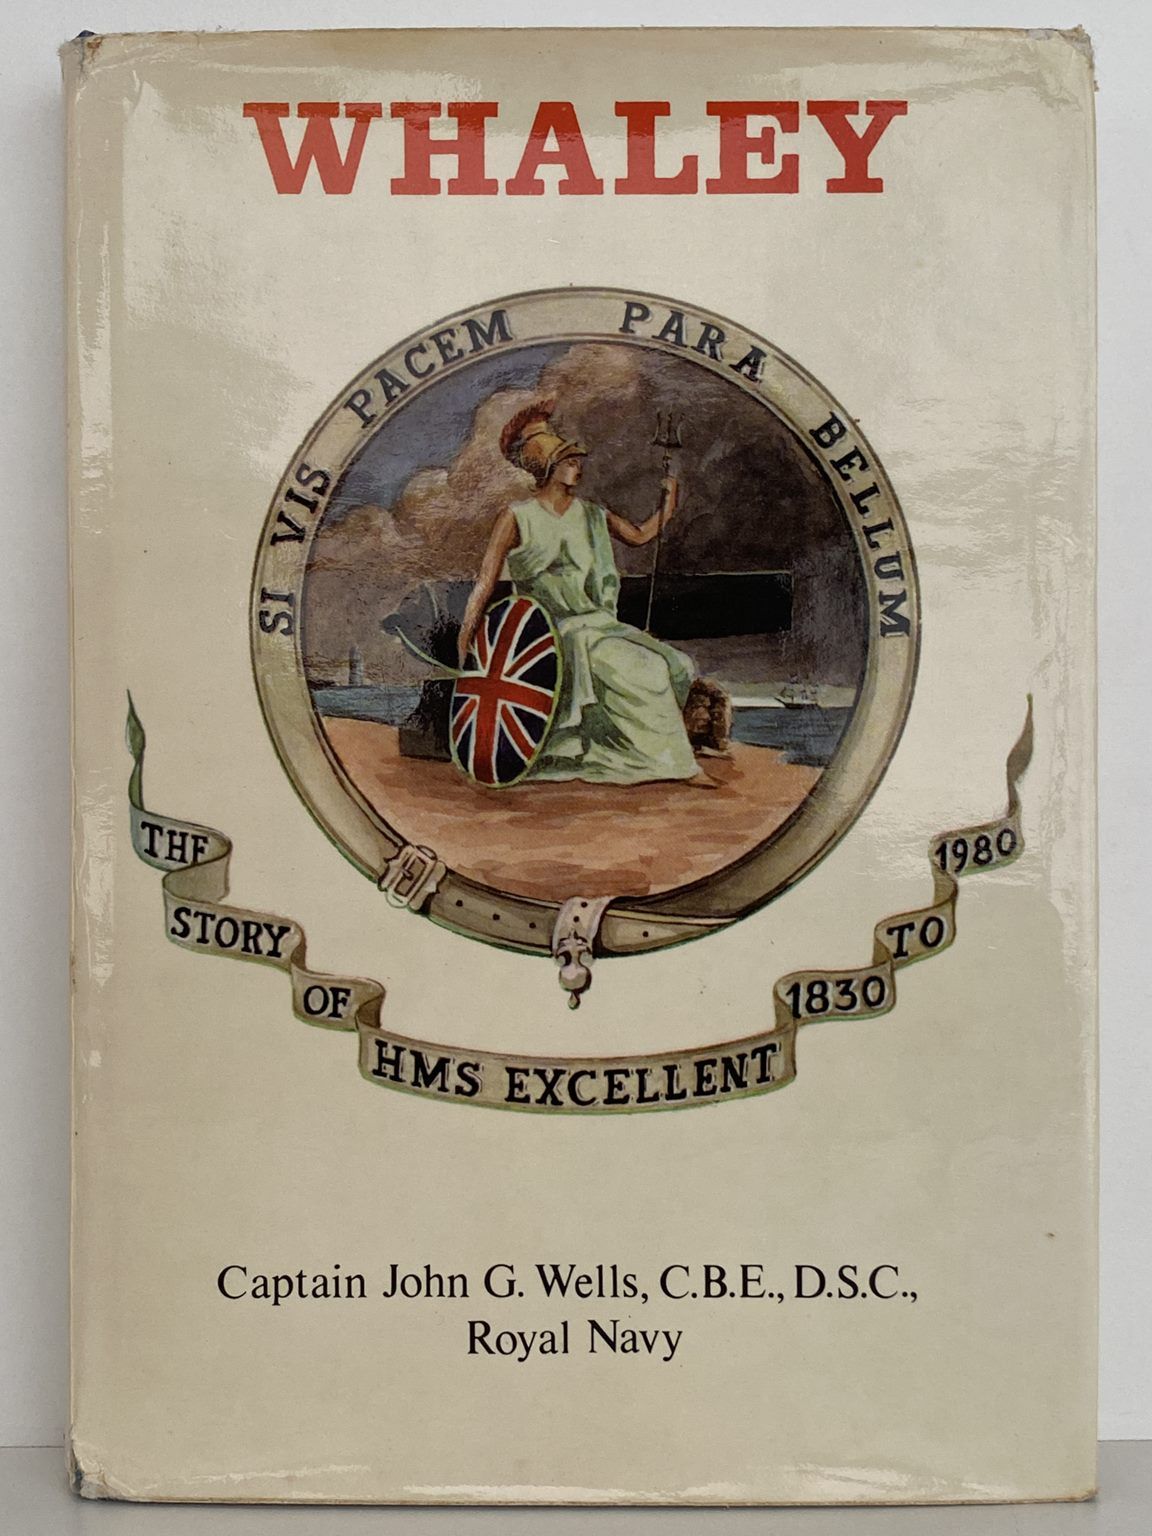 WHALEY
SI VIS PACEM PARA BELLUM
THE
STORY
OF
HMS EXCELLENT
1830
TO
1980
Captain John G. Wells, C.B.E., D.S.C.,
Royal Navy